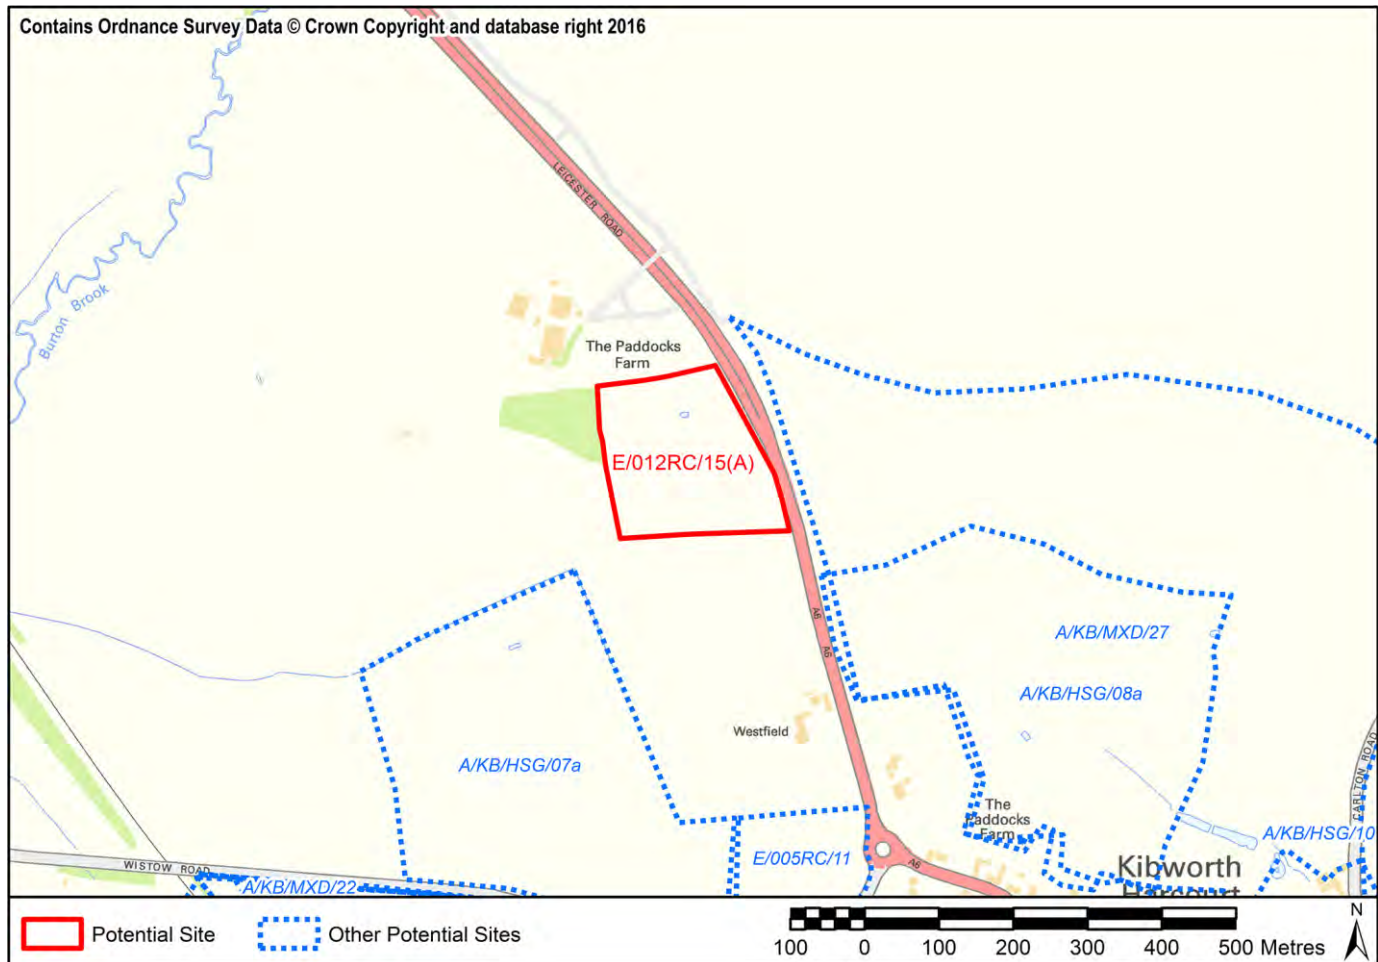 Contains Ordnance Survey Data © Crown Copyright and database right 2016
LEICESTER ROAD
Burton Brook
The Paddocks
Farm
E/012RC/15(A)
A6
A6
A/KB/MXD/27
A/KB/HSG/08a
Westfield
A/KB/HSG/07a
CARLTON ROAD
The
Paddocks
Farm
A/KB/HSG/10
E/005RC/11
A6
Kibworth
Harcourt
WISTOW ROAD
A/KB/MXD/22
Potential Site
Other Potential Sites
100 0 100 200 300 400 500 Metres
N